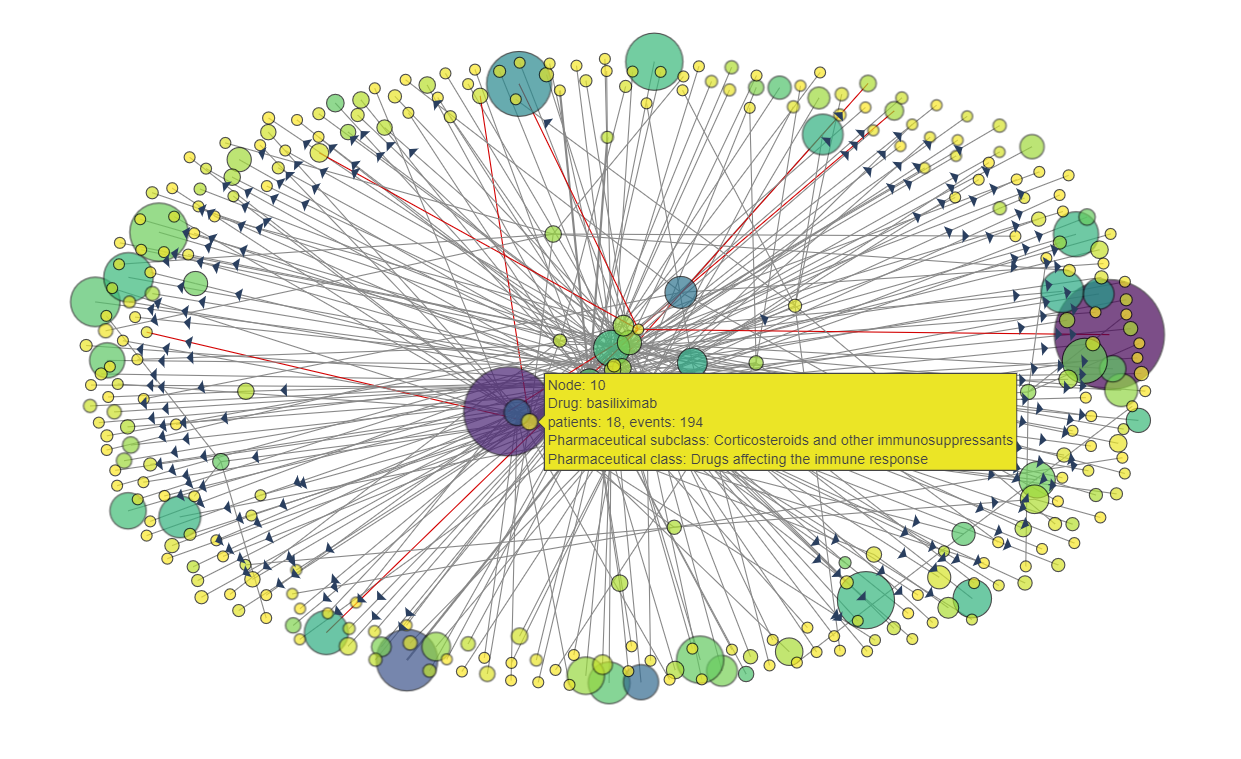 Node: 10
Drug: basiliximab
patients: 18, events: 194
Pharmaceutical subclass: Corticosteroids and other immunosuppressants
Pharmaceutical class: Drugs affecting the immune response